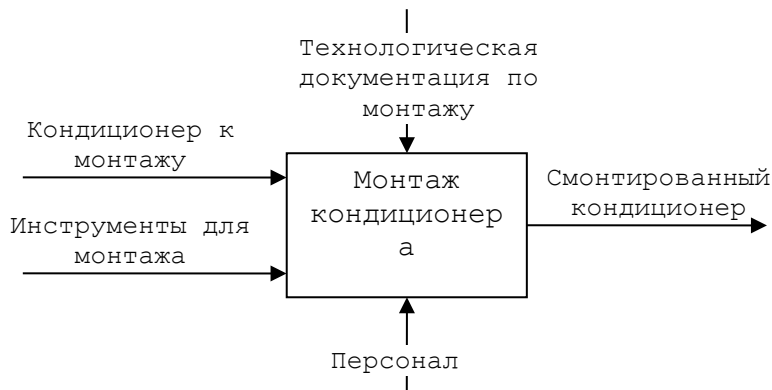 Технологическая
документация по
монтажу
Кондиционер к
монтажу
Монтаж
кондиционер
а
Смонтированный
кондиционер
Инструменты для
монтажа
Персонал